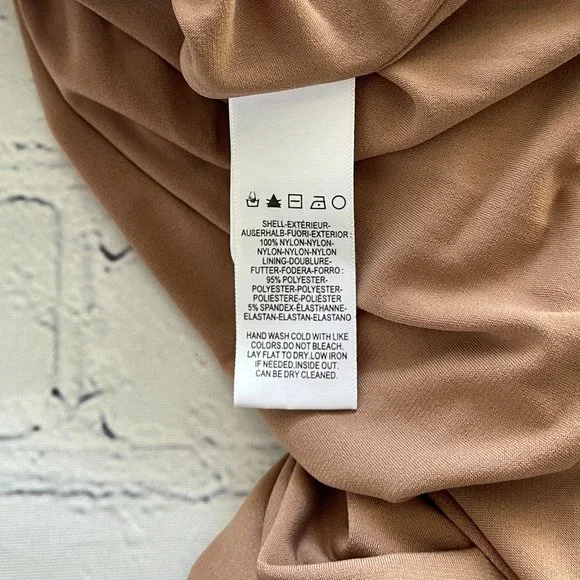 SHELL-EXTÉRIEUR-
AUßERHALB-FUORI-EXTERIOR
100% NYLON-NYLON-
NYLON-NYLON-NYLON
LINING-DOUBLURE-
FUTTER-FODERA-FORRO:
95% POLYESTER-
POLYESTER-POLYESTER-
POLIESTERE-POLIÉSTER
5% SPANDEX-ÉLASTHANNE-
ELASTAN-ELASTAN-ELASTANO
HAND WASH COLD WITH LIKE
COLORS.DO NOT BLEACH.
LAY FLAT TO DRY.LOW IRON
IF NEEDED.INSIDE OUT.
CAN BE DRY CLEANED.